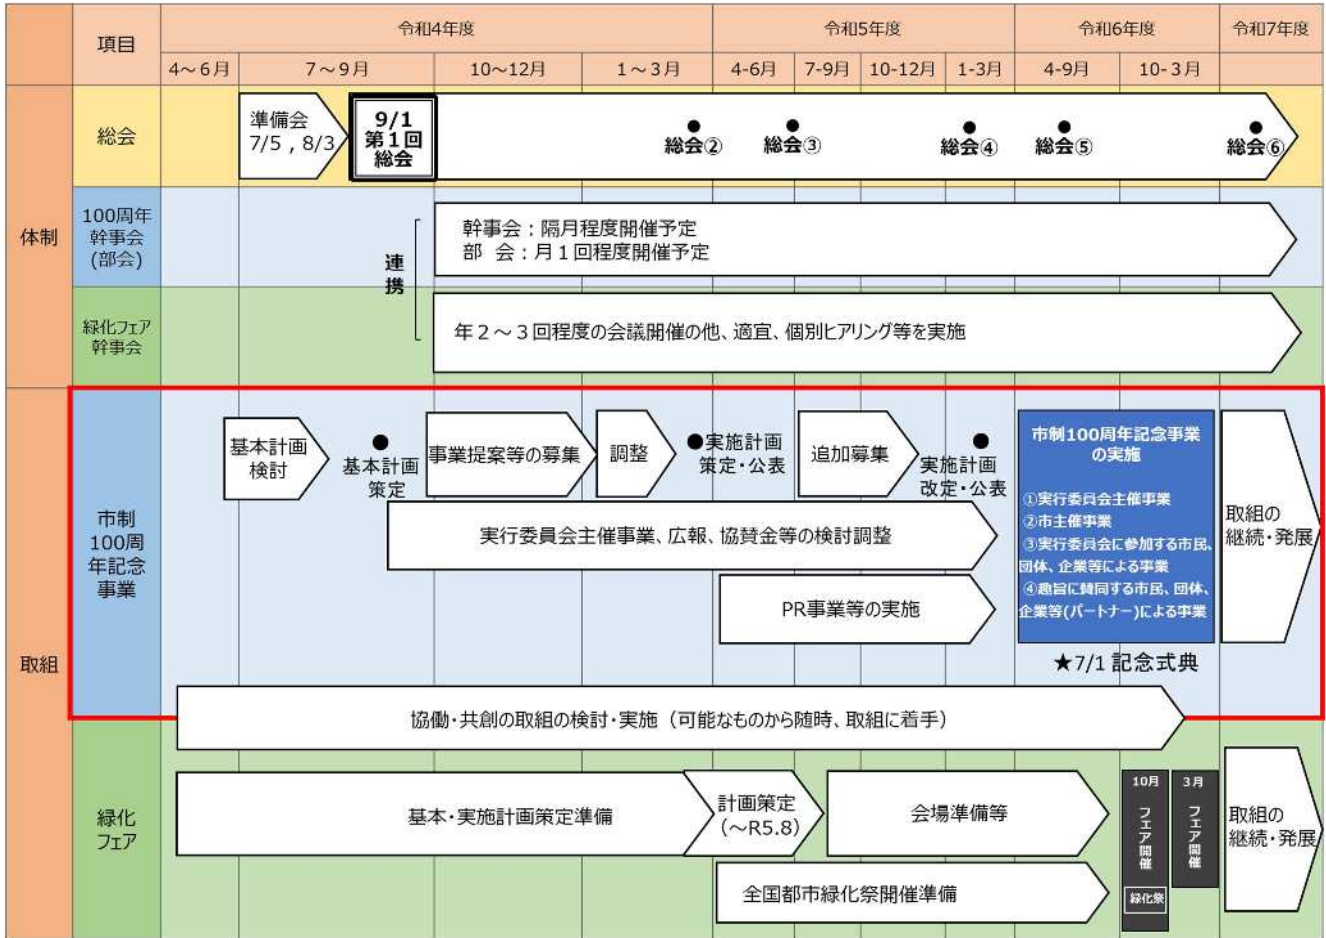 項目
令和4年度
令和5年度
令和6年度
令和7年度
4～6月
7～9月
10～12月
1～3月
4-6月
7-9月
10-12月
1-3月
4-9月
10-3月
体制
総会
準備会
7/5 , 8/3
9/1
第1回
総会
総会②
総会③
総会④
総会⑤
総会⑥
100周年
幹事会
(部会)
連携
幹事会：隔月程度開催予定
部 会：月1回程度開催予定
緑化フェア
幹事会
年2～3回程度の会議開催の他、適宜、個別ヒアリング等を実施
取組
市制
100周
年記念
事業
基本計画
検討
基本計画
策定
事業提案等の募集
調整
実施計画
策定・公表
追加募集
実施計画
改定・公表
市制100周年記念事業
の実施
①実行委員会主催事業
②市主催事業
③実行委員会に参加する市民、
団体、企業等による事業
④趣旨に賛同する市民、団体、
企業等(パートナー)による事業
取組の
継続・発展
実行委員会主催事業、広報、協賛金等の検討調整
PR事業等の実施
★7/1 記念式典
協働・共創の取組の検討・実施（可能なものから随時、取組に着手）
緑化
フェア
基本・実施計画策定準備
計画策定
(～R5.8)
会場準備等
10月
フェア開催
緑化祭
3月
フェア開催
取組の
継続・発展
全国都市緑化祭開催準備